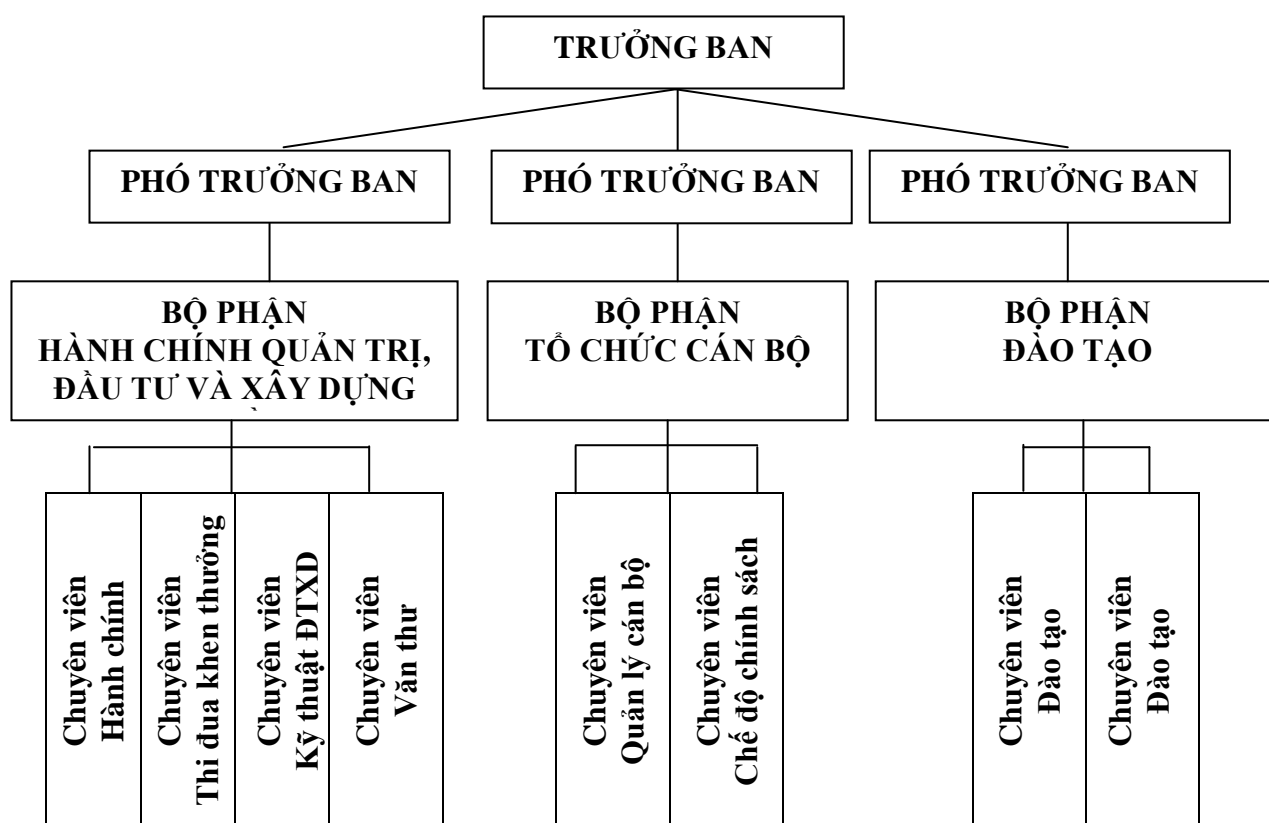 TRƯỞNG BAN
PHÓ TRƯỞNG BAN
PHÓ TRƯỞNG BAN
PHÓ TRƯỞNG BAN
BỘ PHẬN
HÀNH CHÍNH QUẢN TRỊ,
ĐẦU TƯ VÀ XÂY DỰNG
BỘ PHẬN
TỔ CHỨC CÁN BỘ
BỘ PHẬN
ĐÀO TẠO
Chuyên viên
Hành chính
Chuyên viên
Thi đua khen thưởng
Chuyên viên
Kỹ thuật ĐTXD
Chuyên viên
Văn thư
Chuyên viên
Quản lý cán bộ
Chuyên viên
Chế độ chính sách
Chuyên viên
Đào tạo
Chuyên viên
Đào tạo